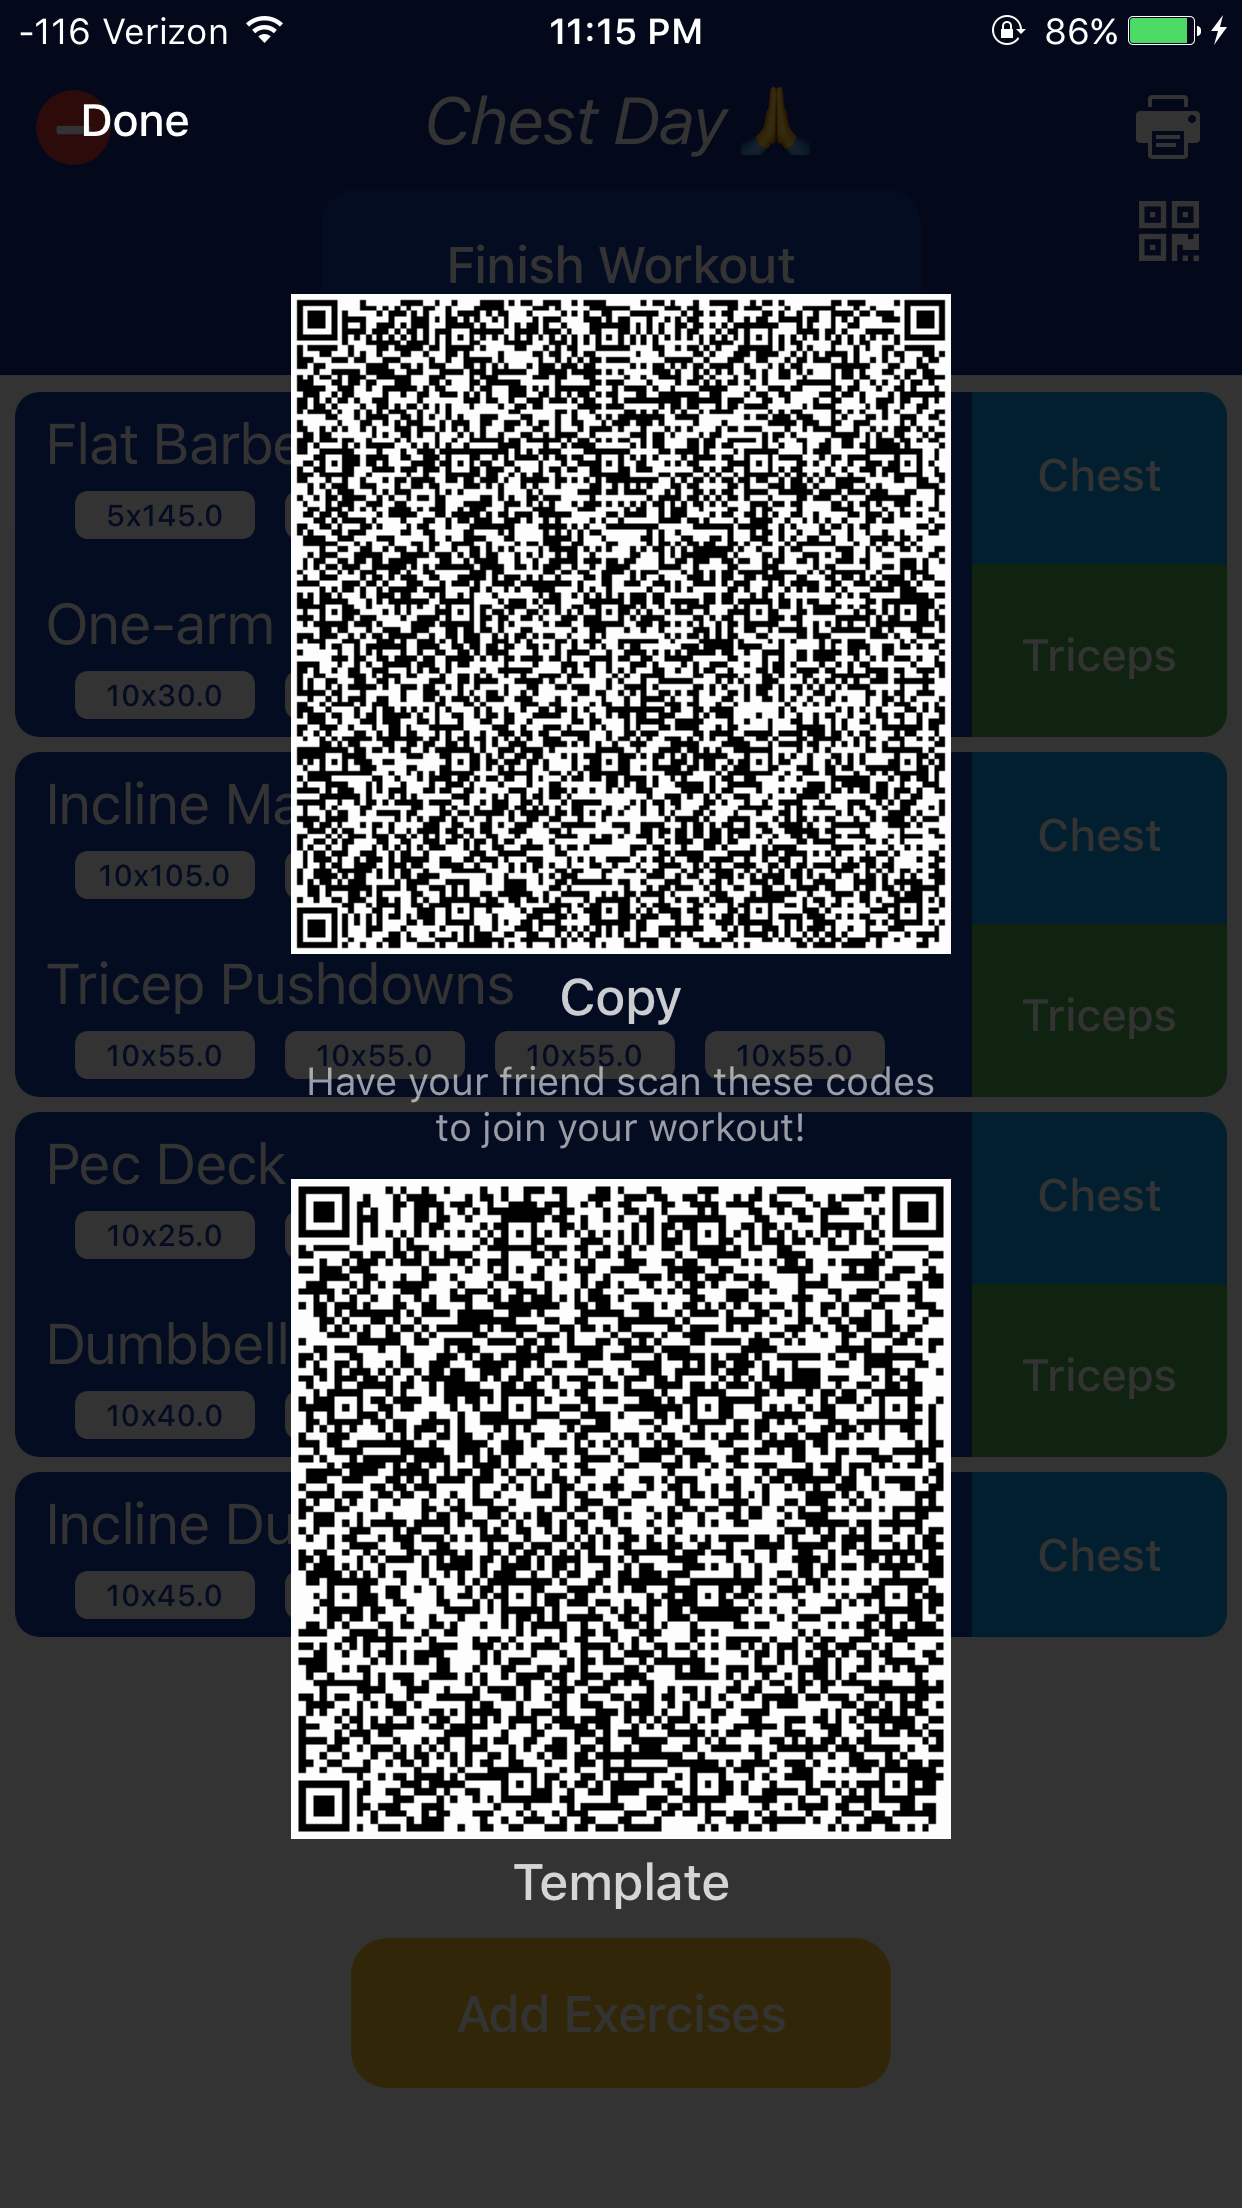 -116 Verizon 11:15 PM 86%
Done
Chest Day 🙏
Finish Workout
Flat Barbe
Chest
5x145.0
One-arm
Triceps
10x30.0
Incline Ma
Chest
10x105.0
Tricep Pushdowns
Copy
Triceps
10x55.0 10x55.0 10x55.0 10x55.0
Have your friend scan these codes
to join your workout!
Pec Deck
Chest
10x25.0
Dumbbell
Triceps
10x40.0
Incline Du
Chest
10x45.0
Template
Add Exercises